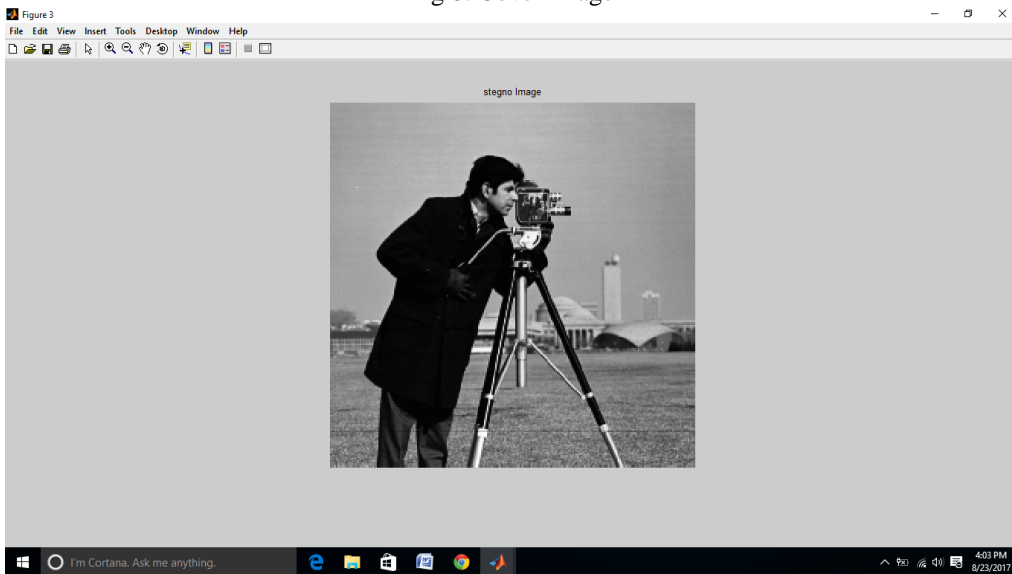 Figure 3
File Edit View Insert Tools Desktop Window Help
stegno Image
I'm Cortana. Ask me anything.
4:03 PM
8/23/2017